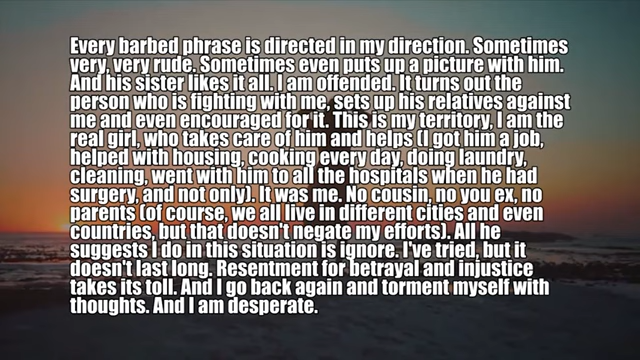 Every barbed phrase is directed in my direction. Sometimes
very, very rude. Sometimes even puts up a picture with him.
And his sister likes it all. I am offended. It turns out the
person who is fighting with me, sets up his relatives against
me and even encouraged for it. This is my territory, I am the
real girl, who takes care of him and helps (I got him a job,
helped with housing, cooking every day, doing laundry,
cleaning, went with him to all the hospitals when he had
surgery, and not only). It was me. No cousin, no you ex, no
parents (of course, we all live in different cities and even
countries, but that doesn't negate my efforts). All he
suggests I do in this situation is ignore. I've tried, but it
doesn't last long. Resentment for betrayal and injustice
takes its toll. And I go back again and torment myself with
thoughts. And I am desperate.